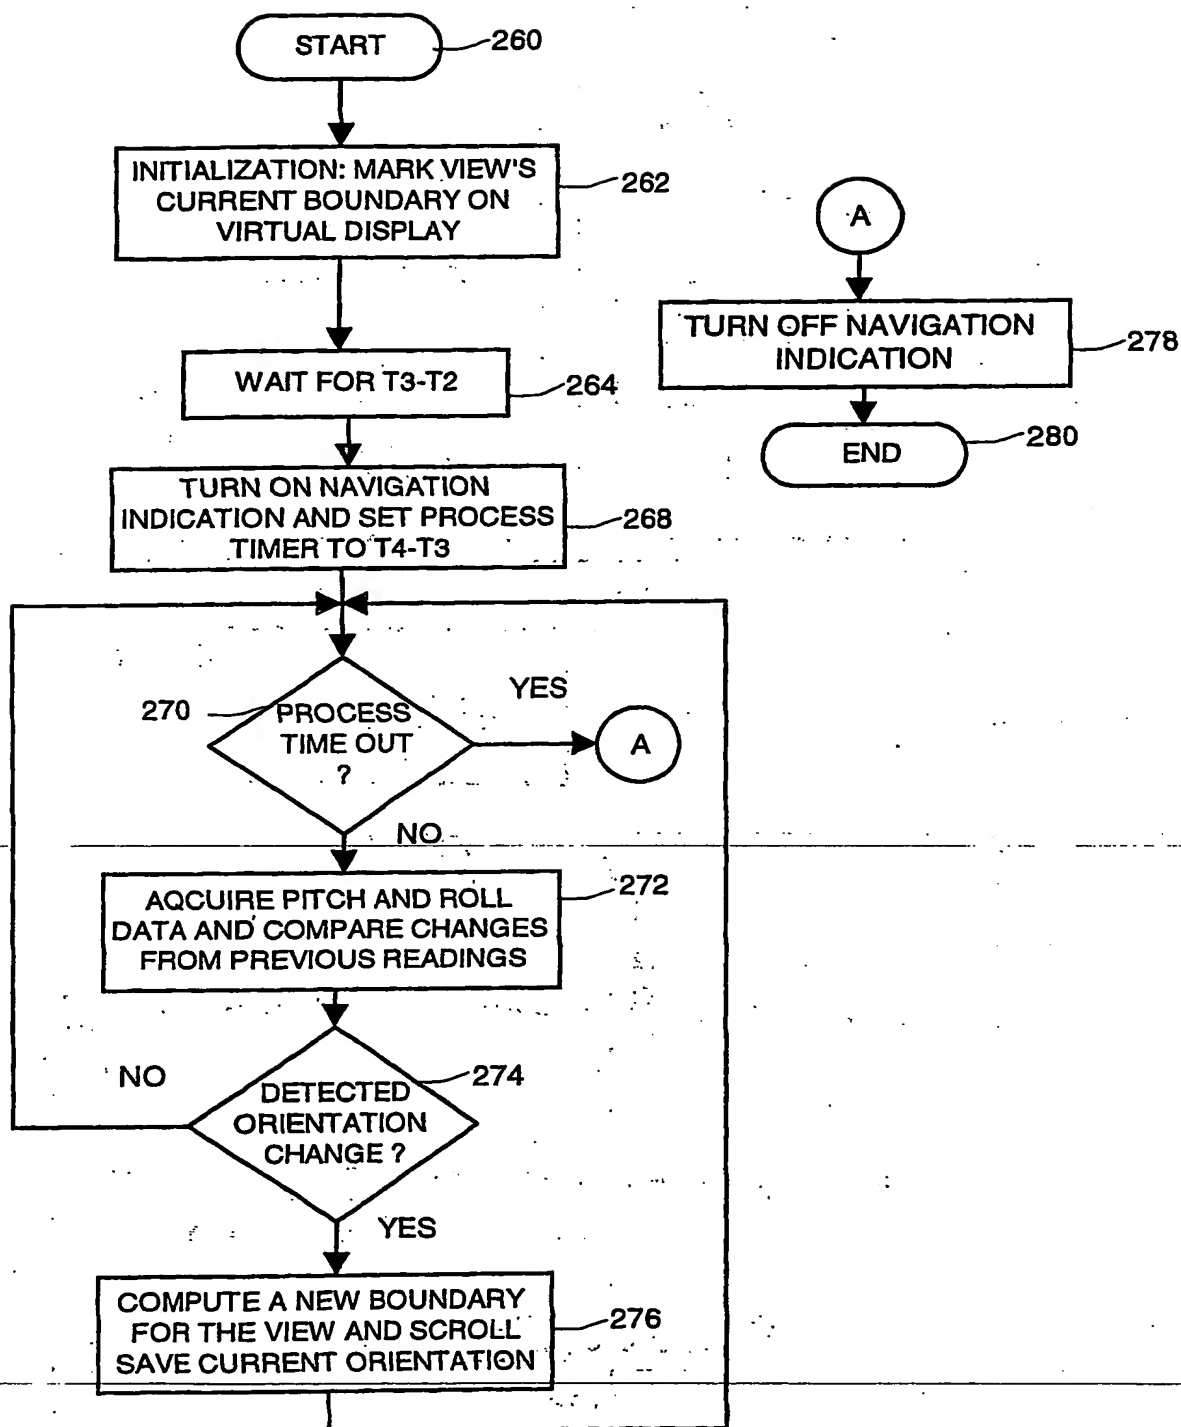 START
260
INITIALIZATION: MARK VIEW'S
CURRENT BOUNDARY ON
VIRTUAL DISPLAY
262
WAIT FOR T3-T2
264
TURN ON NAVIGATION
INDICATION AND SET PROCESS
TIMER TO T4-T3
268
270
PROCESS
TIME OUT
?
YES
A
NO
AQCUIRE PITCH AND ROLL
DATA AND COMPARE CHANGES
FROM PREVIOUS READINGS
272
NO
DETECTED
ORIENTATION
CHANGE ?
274
YES
COMPUTE A NEW BOUNDARY
FOR THE VIEW AND SCROLL
SAVE CURRENT ORIENTATION
276
A
TURN OFF NAVIGATION
INDICATION
278
END
280